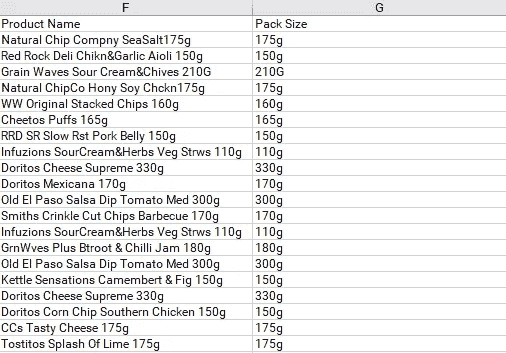 F G
Product Name Pack Size
Natural Chip Compny SeaSalt175g 175g
Red Rock Deli Chikn&Garlic Aioli 150g 150g
Grain Waves Sour Cream&Chives 210G 210G
Natural ChipCo Hony Soy Chckn175g 175g
WW Original Stacked Chips 160g 160g
Cheetos Puffs 165g 165g
RRD SR Slow Rst Pork Belly 150g 150g
Infuzions SourCream&Herbs Veg Strws 110g 110g
Doritos Cheese Supreme 330g 330g
Doritos Mexicana 170g 170g
Old El Paso Salsa Dip Tomato Med 300g 300g
Smiths Crinkle Cut Chips Barbecue 170g 170g
Infuzions SourCream&Herbs Veg Strws 110g 110g
GrnWves Plus Btroot & Chilli Jam 180g 180g
Old El Paso Salsa Dip Tomato Med 300g 300g
Kettle Sensations Camembert & Fig 150g 150g
Doritos Cheese Supreme 330g 330g
Doritos Corn Chip Southern Chicken 150g 150g
CCs Tasty Cheese 175g 175g
Tostitos Splash Of Lime 175g 175g